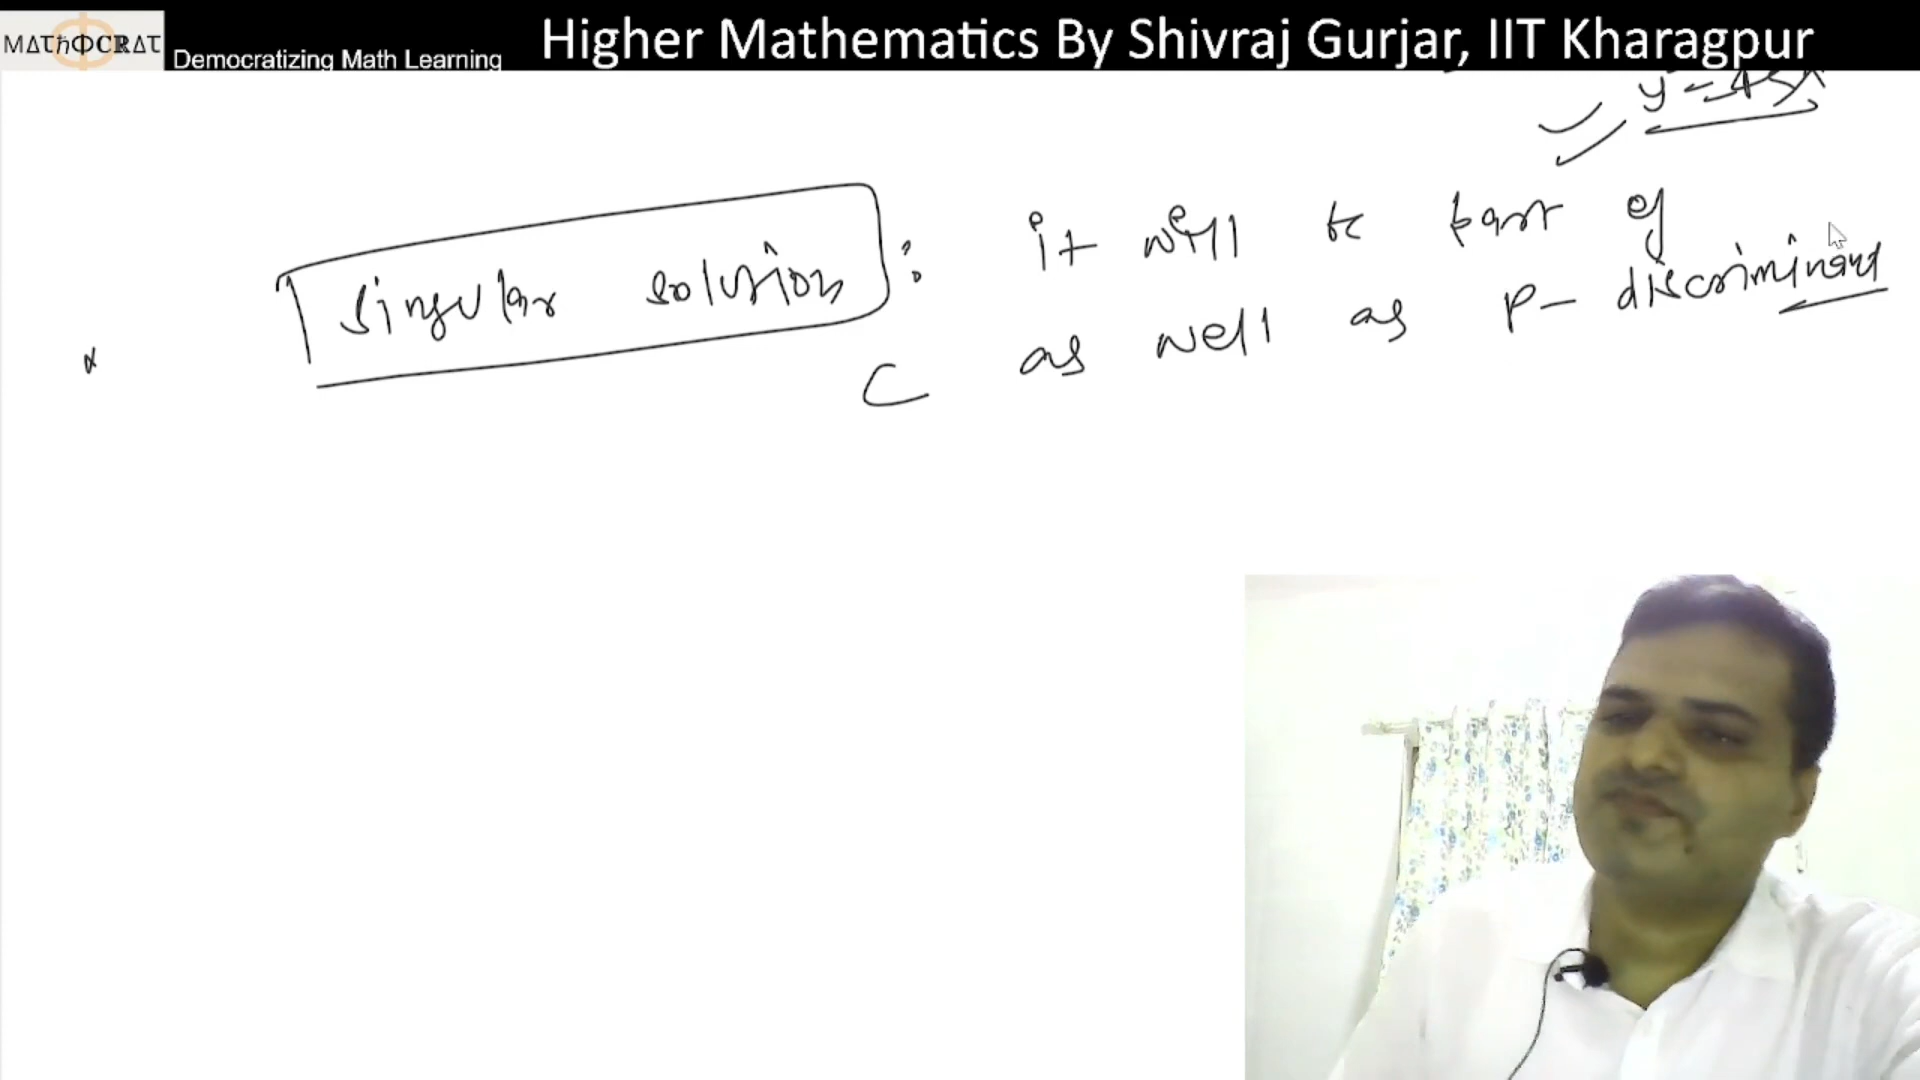 MΔTℏΦCRΔT
Democratizing Math Learning
Higher Mathematics By Shivraj Gurjar, IIT Kharagpur
singular solution : it will be part of
C as well as p- discriminant